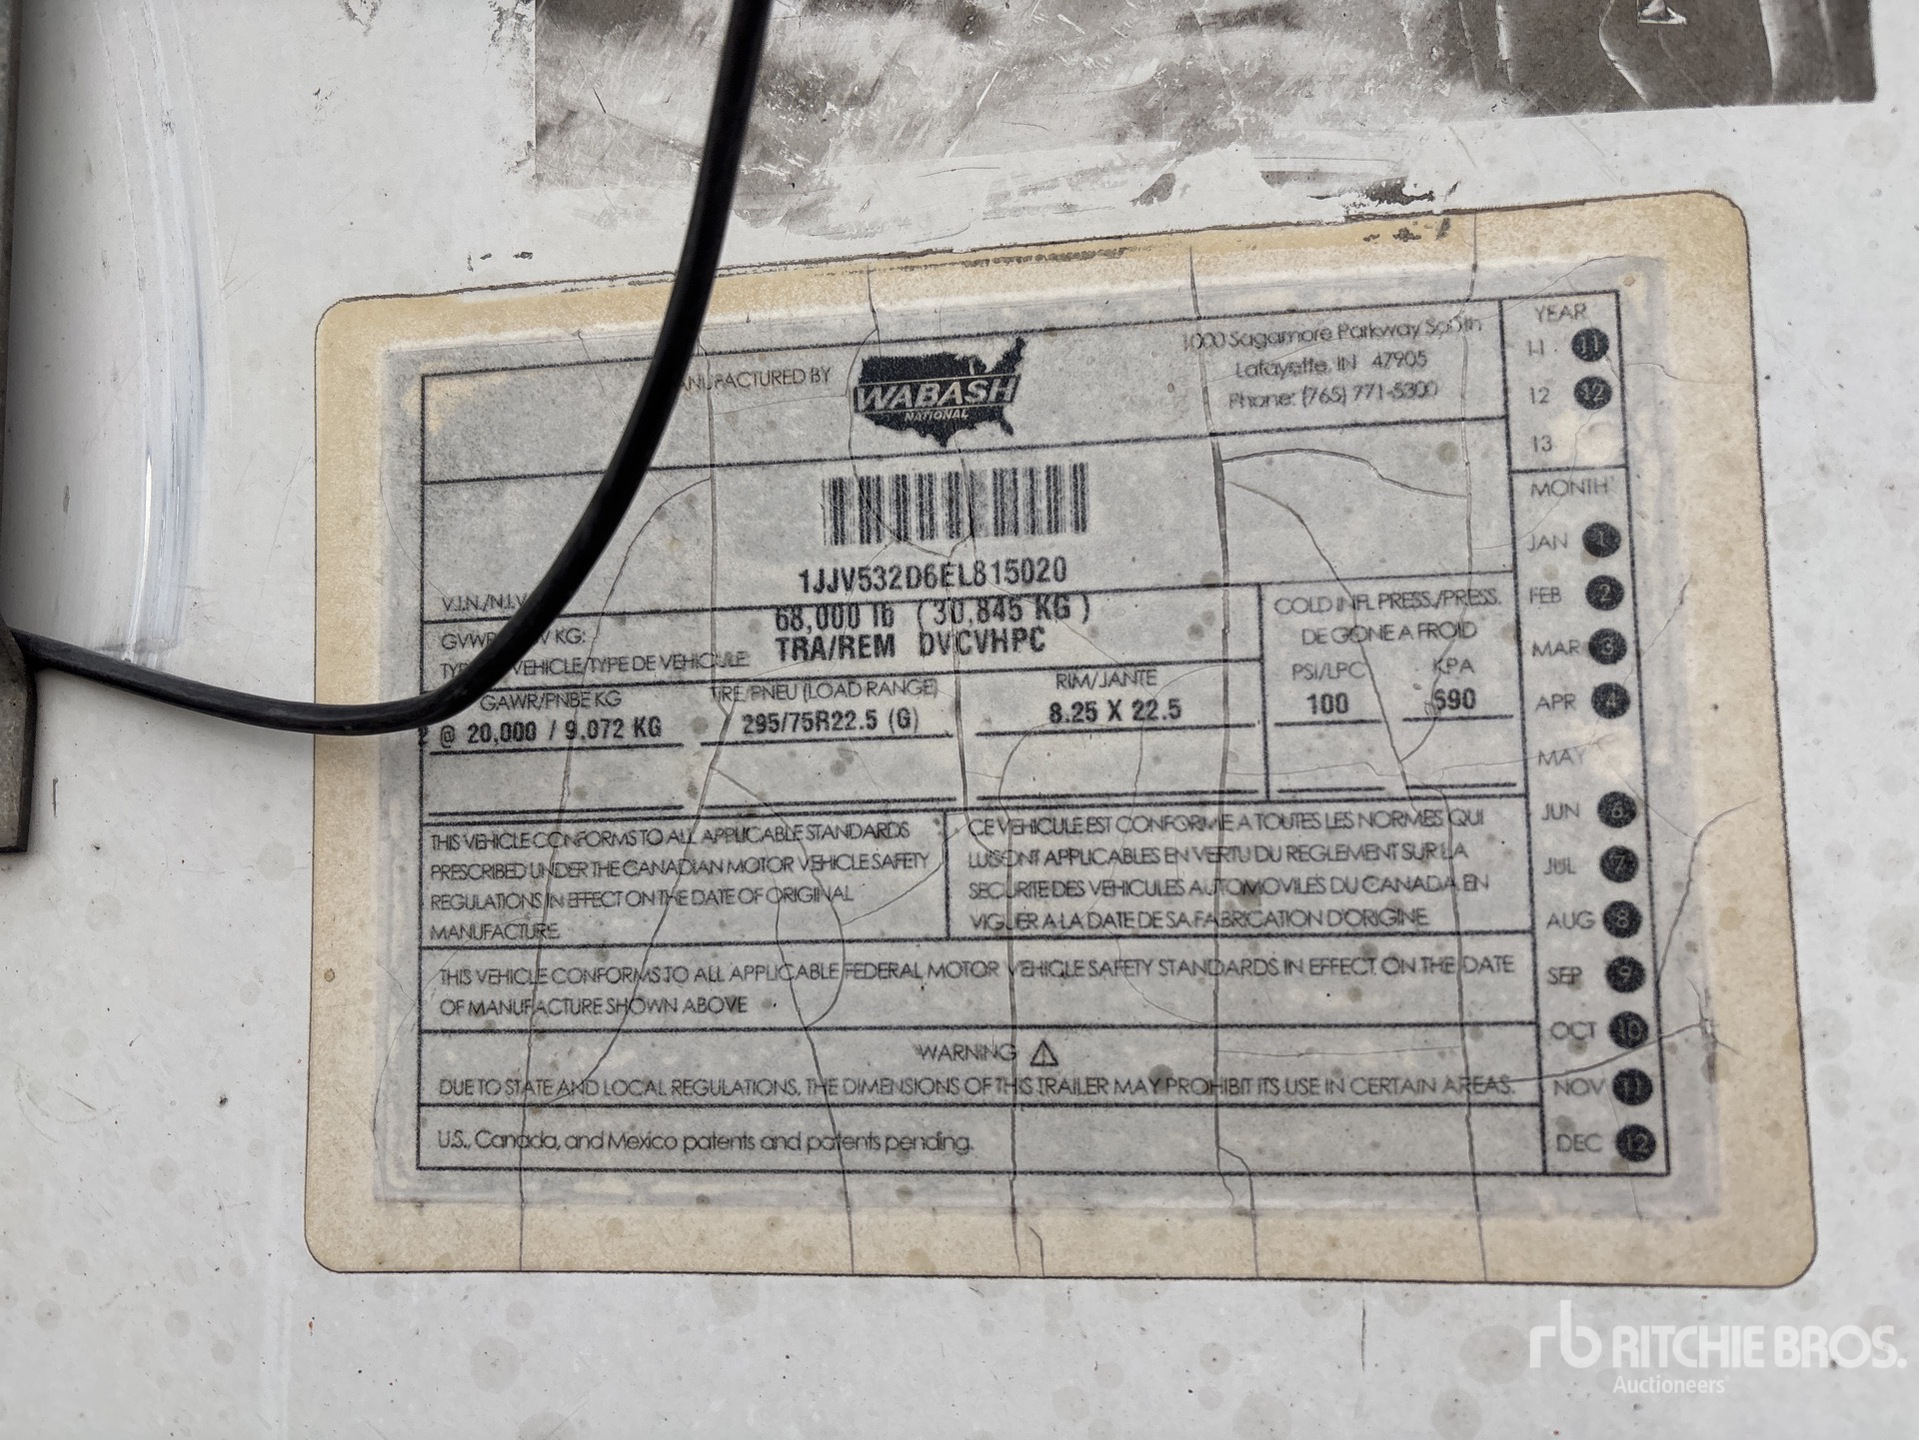 MANUFACTURED BY
WABASH
NATIONAL
1000 Sagamore Parkway South
Lafayette, IN 47905
Phone: (765) 771-5300
YEAR
11 11
12 12
13
1JJV532D6EL815020
V.I.N./N.I.V
GVWR KG: 68,000 lb (30,845 KG)
VEHICLE/TYPE DE VEHICULE: TRA/REM DVCVHPC
GAWR/PNBE KG
TIRE/PNEU (LOAD RANGE)
RIM/JANTE
COLD INFL. PRESS./PRESS.
DE GONE A FROID
PSI/LPC KPA
2 @ 20,000 / 9,072 KG 295/75R22.5 (G) 8.25 X 22.5 100 690
MONTH
JAN 1
FEB 2
MAR 3
APR 4
MAY
JUN 6
JUL 7
AUG 8
SEP 9
OCT 10
NOV 11
DEC 12
THIS VEHICLE CONFORMS TO ALL APPLICABLE STANDARDS
PRESCRIBED UNDER THE CANADIAN MOTOR VEHICLE SAFETY
REGULATIONS IN EFFECT ON THE DATE OF ORIGINAL
MANUFACTURE
CE VEHICULE EST CONFORME A TOUTES LES NORMES QUI
LUI SONT APPLICABLES EN VERTU DU REGLEMENT SUR LA
SECURITE DES VEHICULES AUTOMOVILES DU CANADA EN
VIGUER A LA DATE DE SA FABRICATION D'ORIGINE
THIS VEHICLE CONFORMS TO ALL APPLICABLE FEDERAL MOTOR VEHICLE SAFETY STANDARDS IN EFFECT ON THE DATE
OF MANUFACTURE SHOWN ABOVE
WARNING
DUE TO STATE AND LOCAL REGULATIONS, THE DIMENSIONS OF THIS TRAILER MAY PROHIBIT ITS USE IN CERTAIN AREAS.
U.S., Canada, and Mexico patents and patents pending.
rb RITCHIE BROS.
Auctioneers